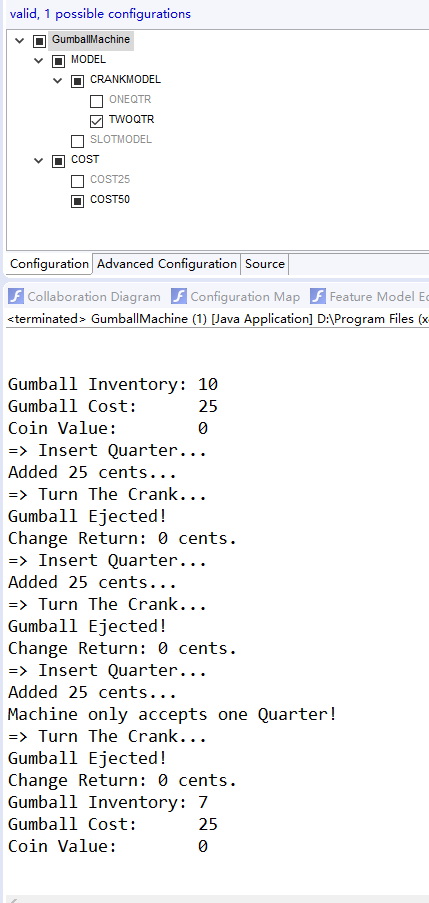 valid, 1 possible configurations
GumballMachine
MODEL
CRANKMODEL
ONEQTR
TWOQTR
SLOTMODEL
COST
COST25
COST50
Configuration Advanced Configuration Source
Collaboration Diagram Configuration Map Feature Model Ed
<terminated> GumballMachine (1) [Java Application] D:\Program Files (x
Gumball Inventory: 10
Gumball Cost: 25
Coin Value: 0
=> Insert Quarter...
Added 25 cents...
=> Turn The Crank...
Gumball Ejected!
Change Return: 0 cents.
=> Insert Quarter...
Added 25 cents...
=> Turn The Crank...
Gumball Ejected!
Change Return: 0 cents.
=> Insert Quarter...
Added 25 cents...
Machine only accepts one Quarter!
=> Turn The Crank...
Gumball Ejected!
Change Return: 0 cents.
Gumball Inventory: 7
Gumball Cost: 25
Coin Value: 0